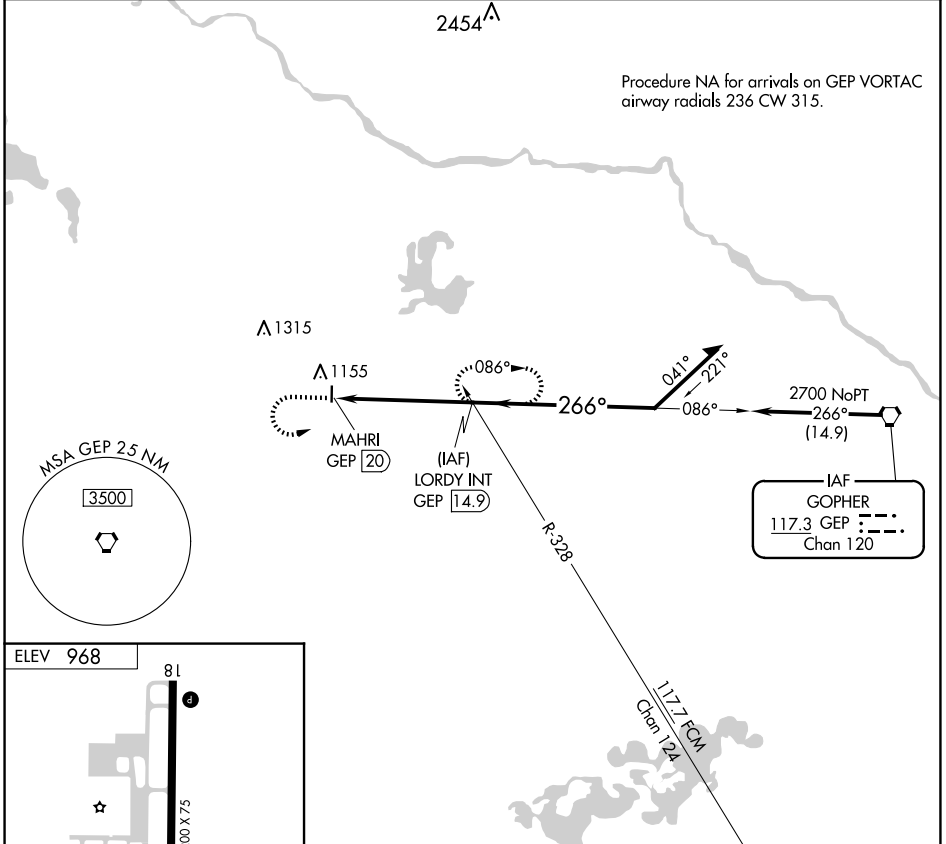 2454
Procedure NA for arrivals on GEP VORTAC
airway radials 236 CW 315.
1315
1155
086°
041°
221°
266°
086°
2700 NoPT
266°
(14.9)
MAHRI
GEP 20
(IAF)
LORDY INT
GEP 14.9
IAF
GOPHER
117.3 GEP
Chan 120
MSA GEP 25 NM
3500
R-328
117.7 FCM
Chan 124
ELEV 968
18
P
00 X 75